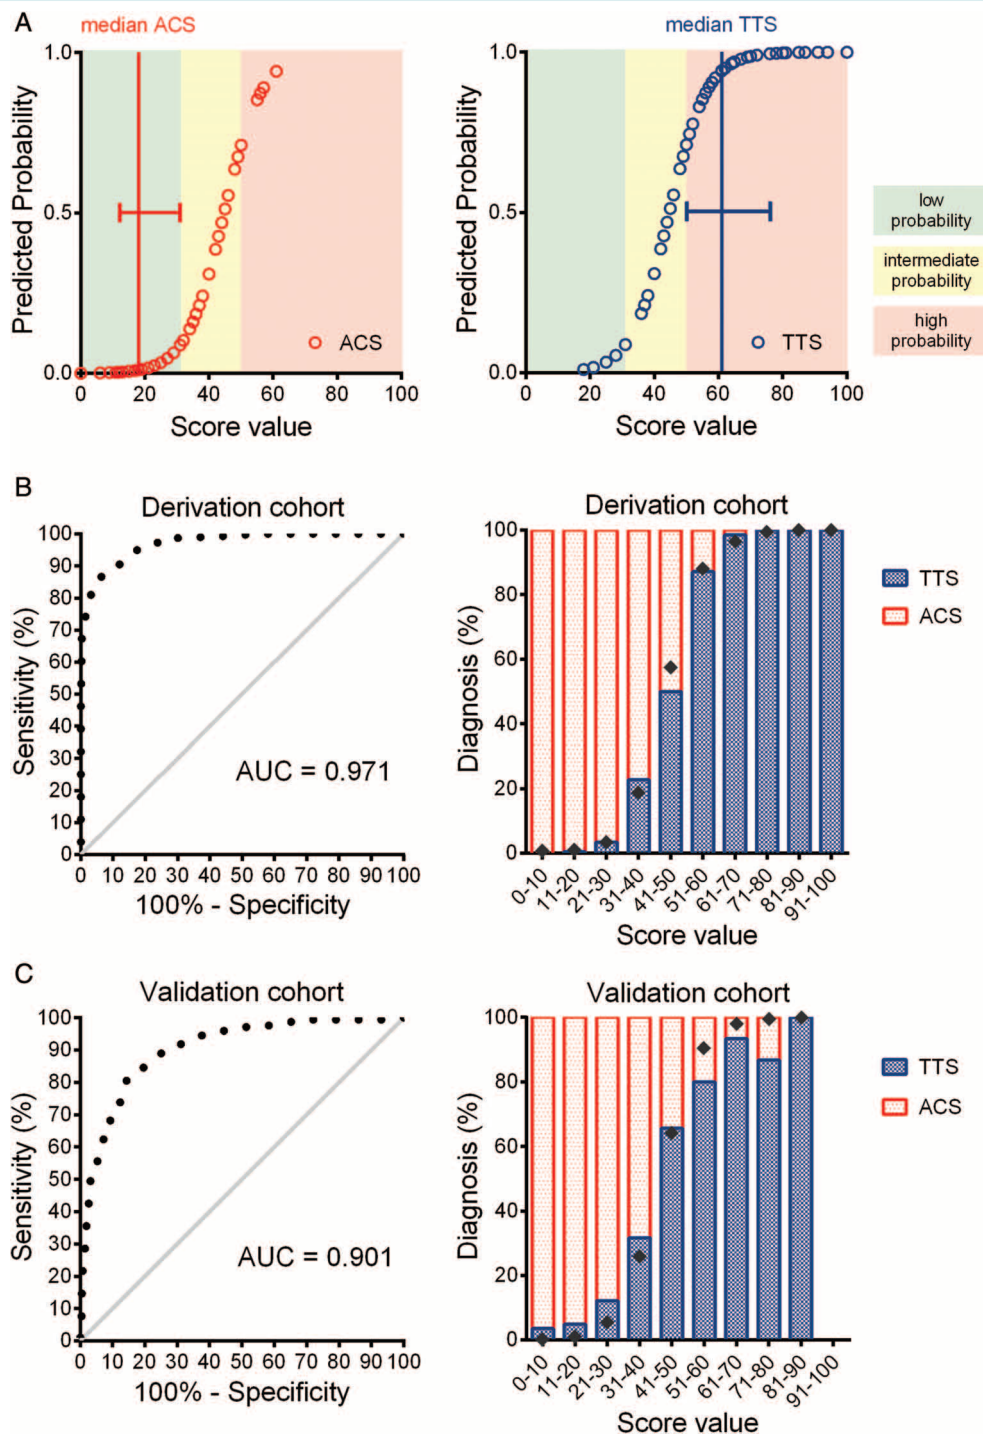 A
median ACS
median TTS
Predicted Probability
1.0
0.5
0.0
0 20 40 60 80 100
Score value
ACS
Predicted Probability
1.0
0.5
0.0
0 20 40 60 80 100
Score value
TTS
low
probability
intermediate
probability
high
probability
B
Derivation cohort
Sensitivity (%)
100
90
80
70
60
50
40
30
20
10
0
0 10 20 30 40 50 60 70 80 90 100
100% - Specificity
AUC = 0.971
Derivation cohort
Diagnosis (%)
100
80
60
40
20
0
0-10 11-20 21-30 31-40 41-50 51-60 61-70 71-80 81-90 91-100
Score value
TTS
ACS
C
Validation cohort
Sensitivity (%)
100
90
80
70
60
50
40
30
20
10
0
0 10 20 30 40 50 60 70 80 90 100
100% - Specificity
AUC = 0.901
Validation cohort
Diagnosis (%)
100
80
60
40
20
0
0-10 11-20 21-30 31-40 41-50 51-60 61-70 71-80 81-90 91-100
Score value
TTS
ACS